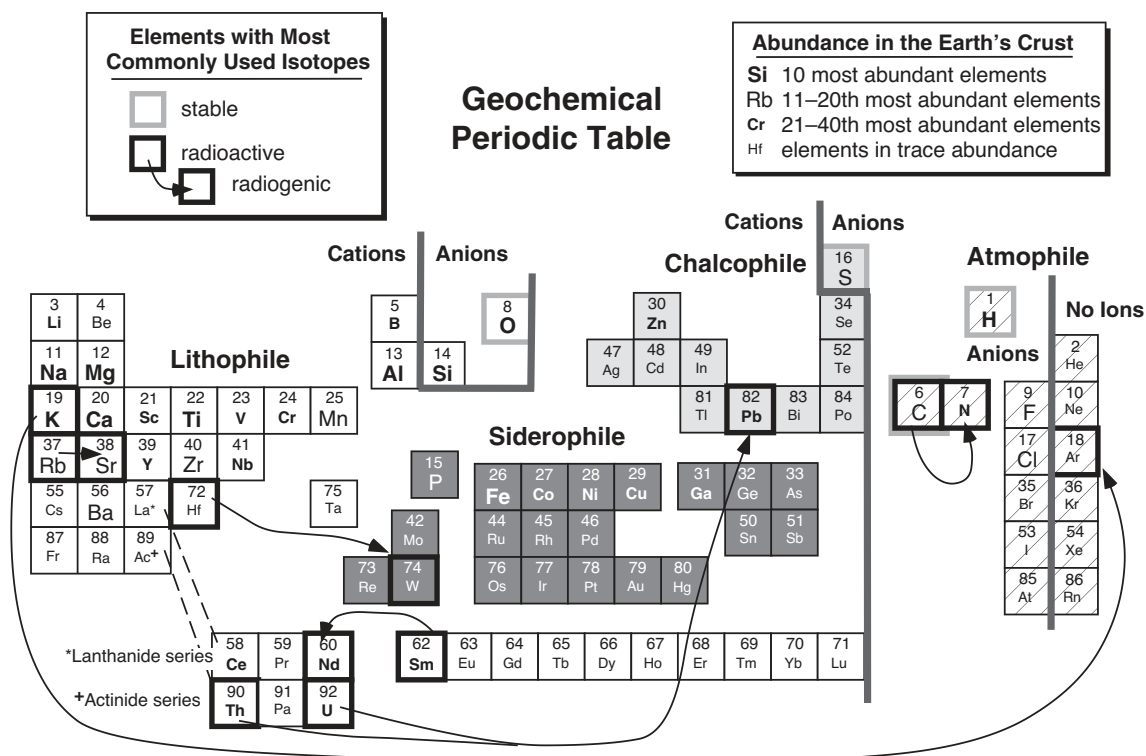 Elements with Most
Commonly Used Isotopes
stable
radioactive
radiogenic
Geochemical
Periodic Table
Abundance in the Earth's Crust
Si 10 most abundant elements
Rb 11–20th most abundant elements
Cr 21–40th most abundant elements
Hf elements in trace abundance
Cations Anions
Cations Anions
Chalcophile
Atmophile
No Ions
Anions
Lithophile
Siderophile
16
S
5
B
8
O
30
Zn
34
Se
1
H
3 4
Li Be
2
He
11 12
Na Mg
13 14
Al Si
47 48 49
Ag Cd In
52
Te
19 20 21 22 23 24 25
K Ca Sc Ti V Cr Mn
81 82 83 84
Tl Pb Bi Po
6 7
C N
9 10
F Ne
37 38 39 40 41
Rb Sr Y Zr Nb
17 18
Cl Ar
15
P
26 27 28 29
Fe Co Ni Cu
31 32 33
Ga Ge As
35 36
Br Kr
55 56 57 72 75
Cs Ba La* Hf Ta
42
Mo
44 45 46
Ru Rh Pd
50 51
Sn Sb
53 54
I Xe
87 88 89
Fr Ra Ac+
73 74
Re W
76 77 78 79 80
Os Ir Pt Au Hg
85 86
At Rn
*Lanthanide series
58 59 60 62 63 64 65 66 67 68 69 70 71
Ce Pr Nd Sm Eu Gd Tb Dy Ho Er Tm Yb Lu
+Actinide series
90 91 92
Th Pa U